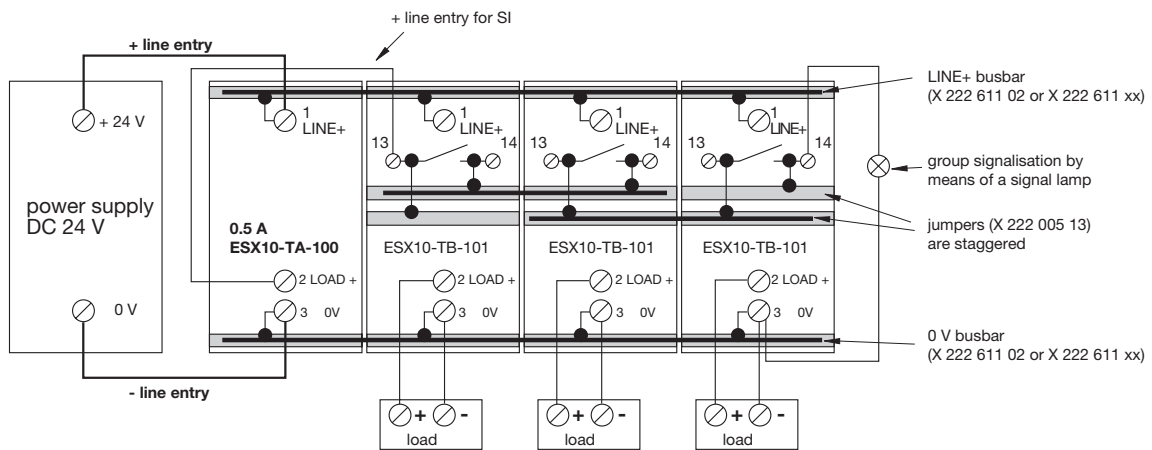 + line entry for SI
+ line entry
LINE+ busbar
(X 222 611 02 or X 222 611 xx)
+ 24 V
1
LINE+
1
LINE+
1
LINE+
1
LINE+
13
14
13
14
13
14
group signalisation by
means of a signal lamp
power supply
DC 24 V
jumpers (X 222 005 13)
are staggered
0.5 A
ESX10-TA-100
ESX10-TB-101
ESX10-TB-101
ESX10-TB-101
2 LOAD +
2 LOAD +
2 LOAD +
2 LOAD +
0 V
3 0V
3 0V
3 0V
3 0V
0 V busbar
(X 222 611 02 or X 222 611 xx)
- line entry
+ -
load
+ -
load
+ -
load